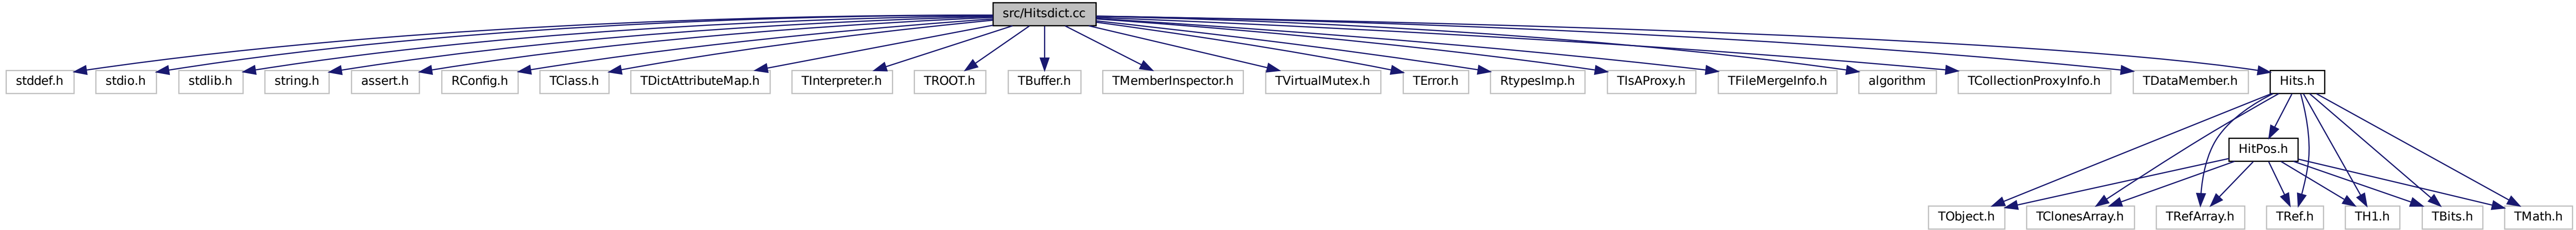 src/Hitsdict.cc
stddef.h
stdio.h
stdlib.h
string.h
assert.h
RConfig.h
TClass.h
TDictAttributeMap.h
TInterpreter.h
TROOT.h
TBuffer.h
TMemberInspector.h
TVirtualMutex.h
TError.h
RtypesImp.h
TIsAProxy.h
TFileMergeInfo.h
algorithm
TCollectionProxyInfo.h
TDataMember.h
Hits.h
HitPos.h
TObject.h
TClonesArray.h
TRefArray.h
TRef.h
TH1.h
TBits.h
TMath.h